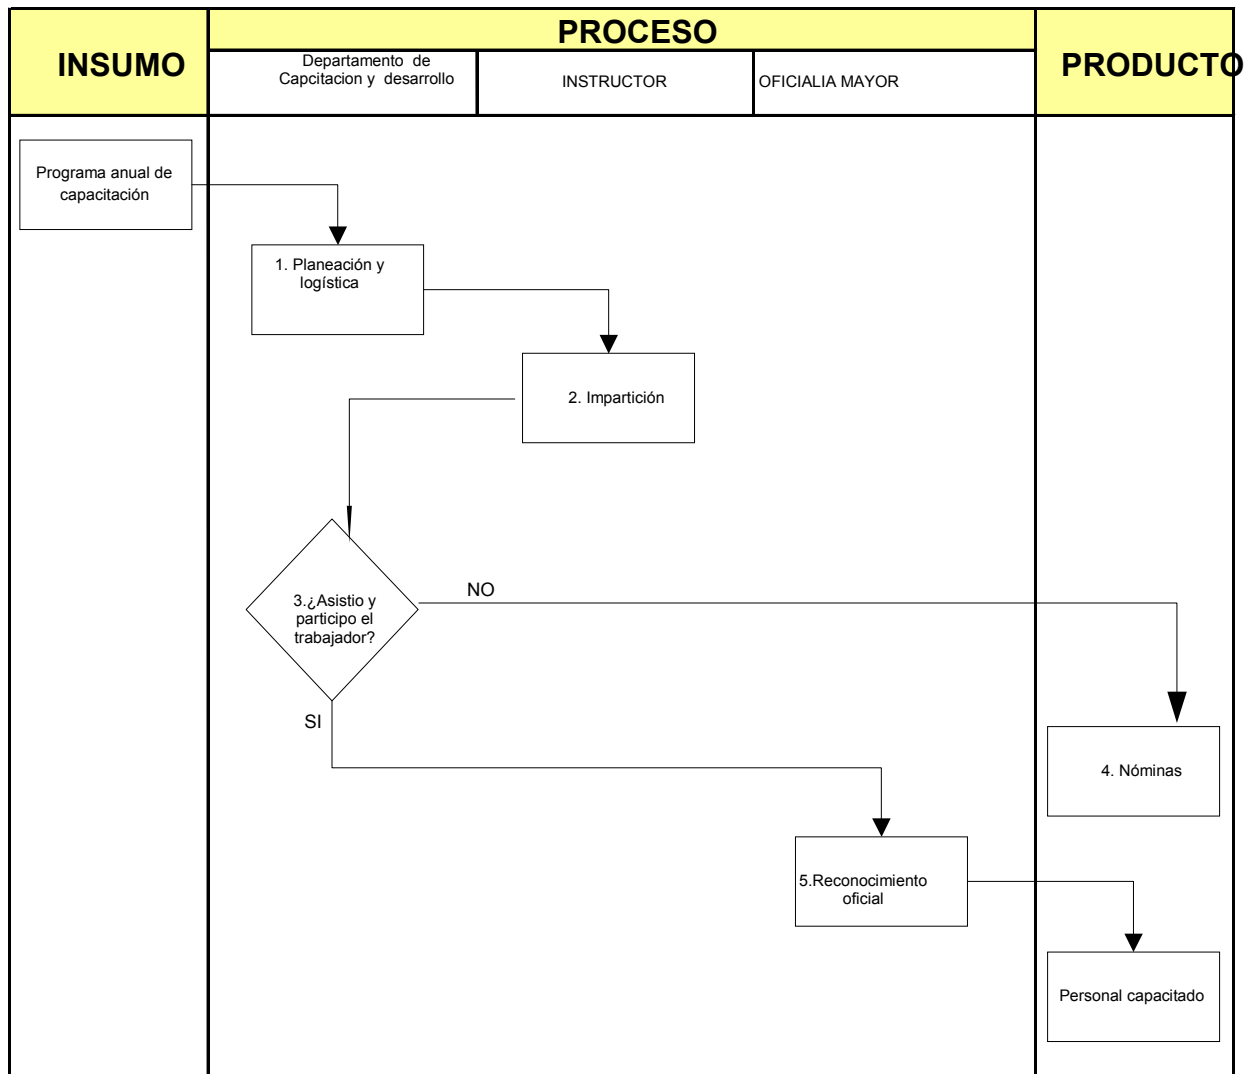 INSUMO
PROCESO
PRODUCTO
Departamento de
Capcitacion y desarrollo
INSTRUCTOR
OFICIALIA MAYOR
Programa anual de
capacitación
1. Planeación y
logística
2. Impartición
3.¿Asistio y
participo el
trabajador?
NO
SI
4. Nóminas
5.Reconocimiento
oficial
Personal capacitado